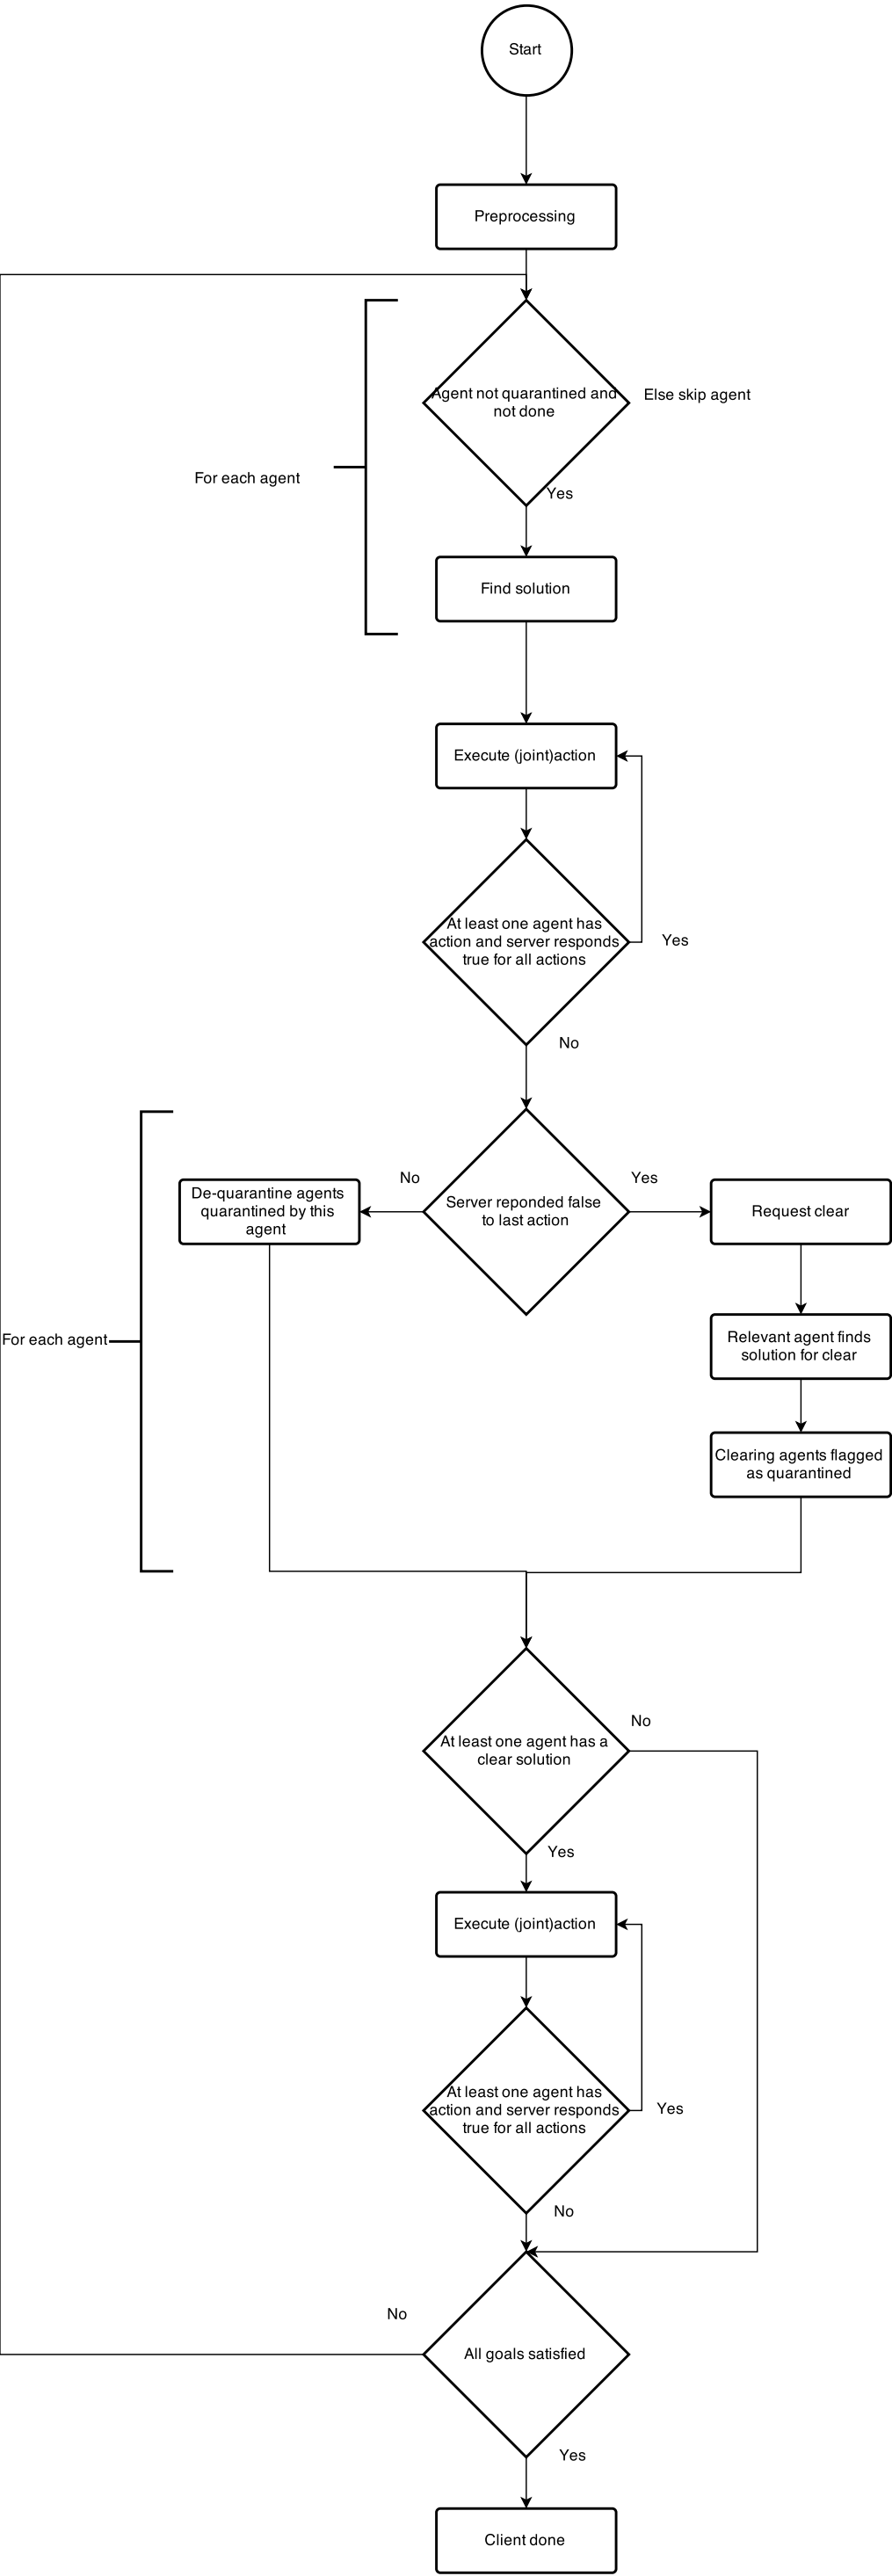 Start
Preprocessing
Agent not quarantined and
not done
Else skip agent
For each agent
Yes
Find solution
Execute (joint)action
At least one agent has
action and server responds
true for all actions
Yes
No
No
Yes
De-quarantine agents
quarantined by this
agent
Server reponded false
to last action
Request clear
For each agent
Relevant agent finds
solution for clear
Clearing agents flagged
as quarantined
No
At least one agent has a
clear solution
Yes
Execute (joint)action
At least one agent has
action and server responds
true for all actions
Yes
No
No
All goals satisfied
Yes
Client done